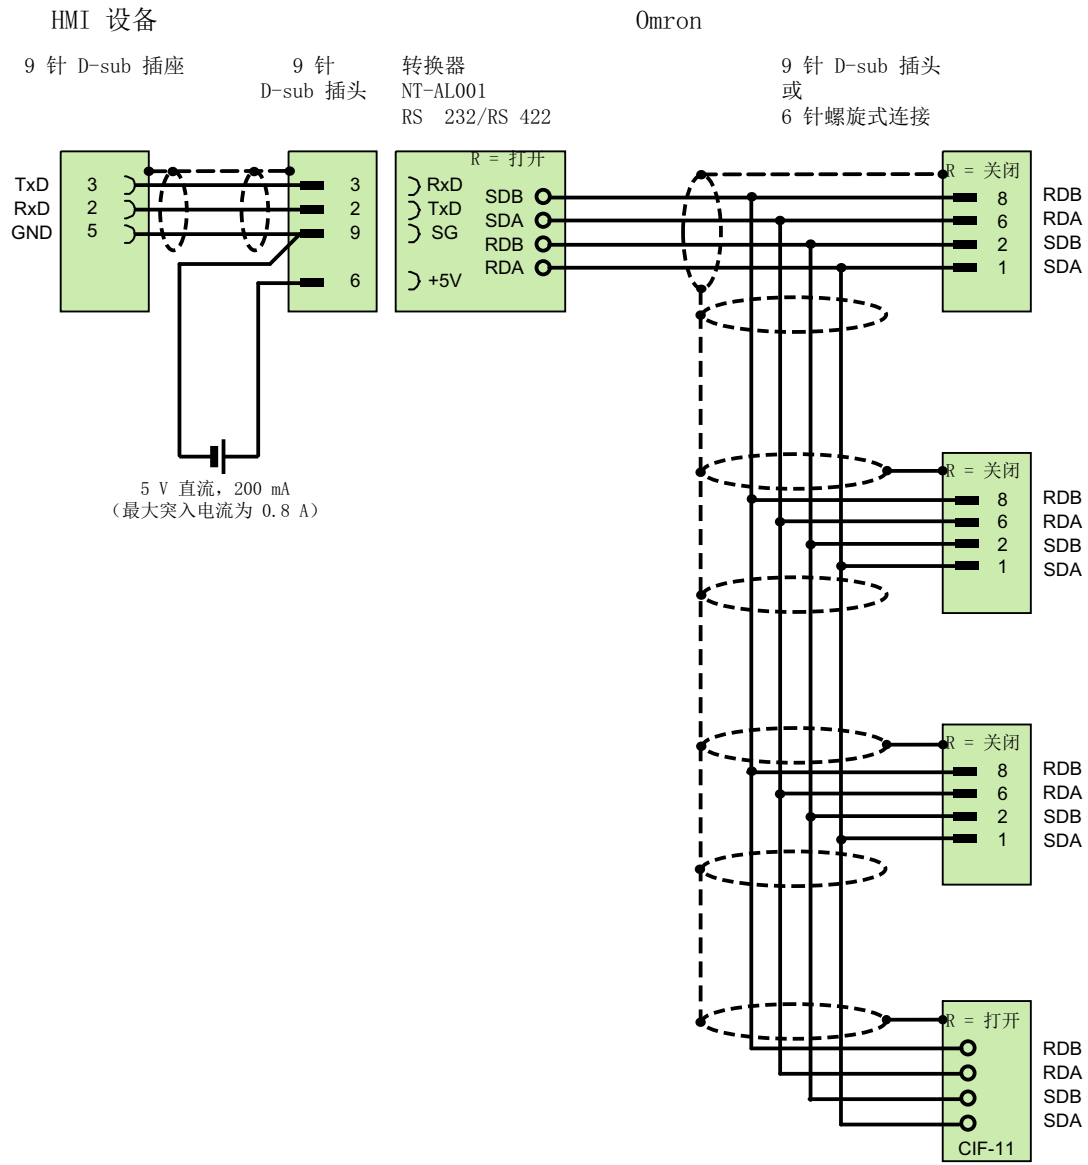 HMI 设备
Omron
9 针 D-sub 插座
9 针
D-sub 插头
转换器
NT-AL001
RS 232/RS 422
9 针 D-sub 插头
或
6 针螺旋式连接
TxD 3
RxD 2
GND 5
3
2
9
6
R = 打开
RxD
TxD
SG
+5V
SDB
SDA
RDB
RDA
R = 关闭
8 RDB
6 RDA
2 SDB
1 SDA
5 V 直流，200 mA
（最大突入电流为 0.8 A）
R = 关闭
8 RDB
6 RDA
2 SDB
1 SDA
R = 关闭
8 RDB
6 RDA
2 SDB
1 SDA
R = 打开
RDB
RDA
SDB
SDA
CIF-11